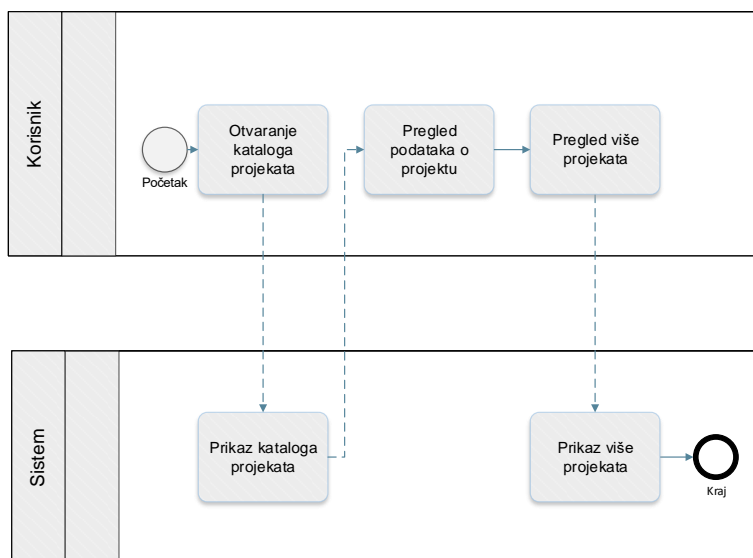 Korisnik
Početak
Otvaranje
kataloga
projekata
Pregled
podataka o
projektu
Pregled više
projekata
Sistem
Prikaz kataloga
projekata
Prikaz više
projekata
Kraj